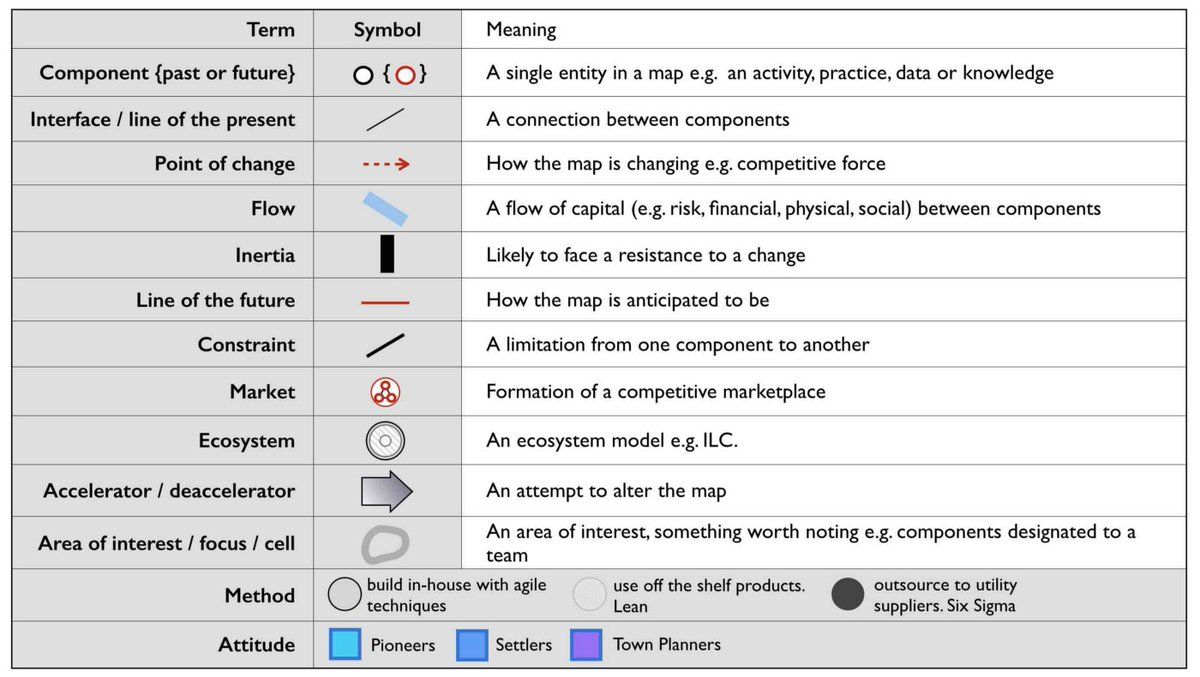 Term Symbol Meaning
Component {past or future} { } A single entity in a map e.g. an activity, practice, data or knowledge
Interface / line of the present A connection between components
Point of change How the map is changing e.g. competitive force
Flow A flow of capital (e.g. risk, financial, physical, social) between components
Inertia Likely to face a resistance to a change
Line of the future How the map is anticipated to be
Constraint A limitation from one component to another
Market Formation of a competitive marketplace
Ecosystem An ecosystem model e.g. ILC.
Accelerator / deaccelerator An attempt to alter the map
Area of interest / focus / cell An area of interest, something worth noting e.g. components designated to a
team
Method build in-house with agile
techniques
use off the shelf products.
Lean
outsource to utility
suppliers. Six Sigma
Attitude Pioneers Settlers Town Planners